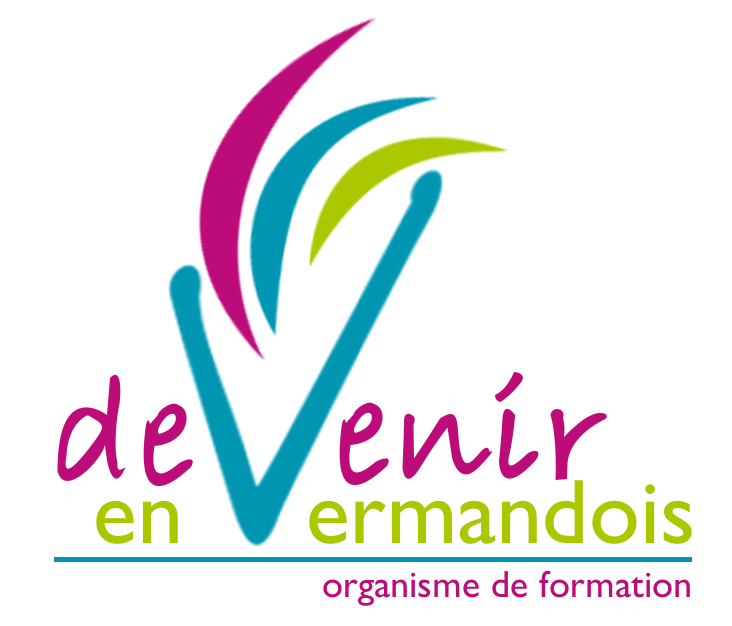 deVenir
en Vermandois
organisme de formation